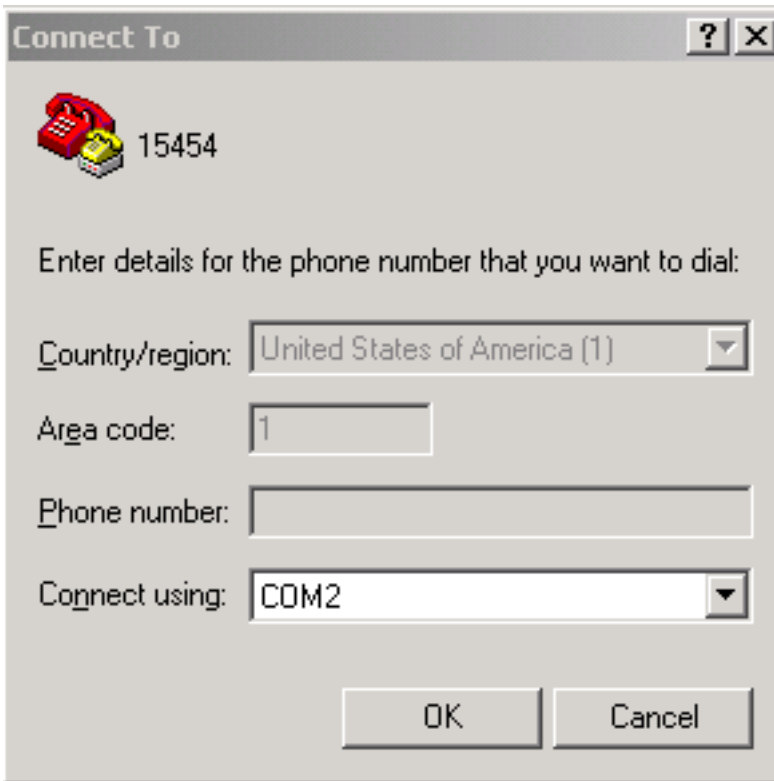 Connect To
15454
Enter details for the phone number that you want to dial:
Country/region: United States of America (1)
Area code: 1
Phone number:
Connect using: COM2
OK Cancel